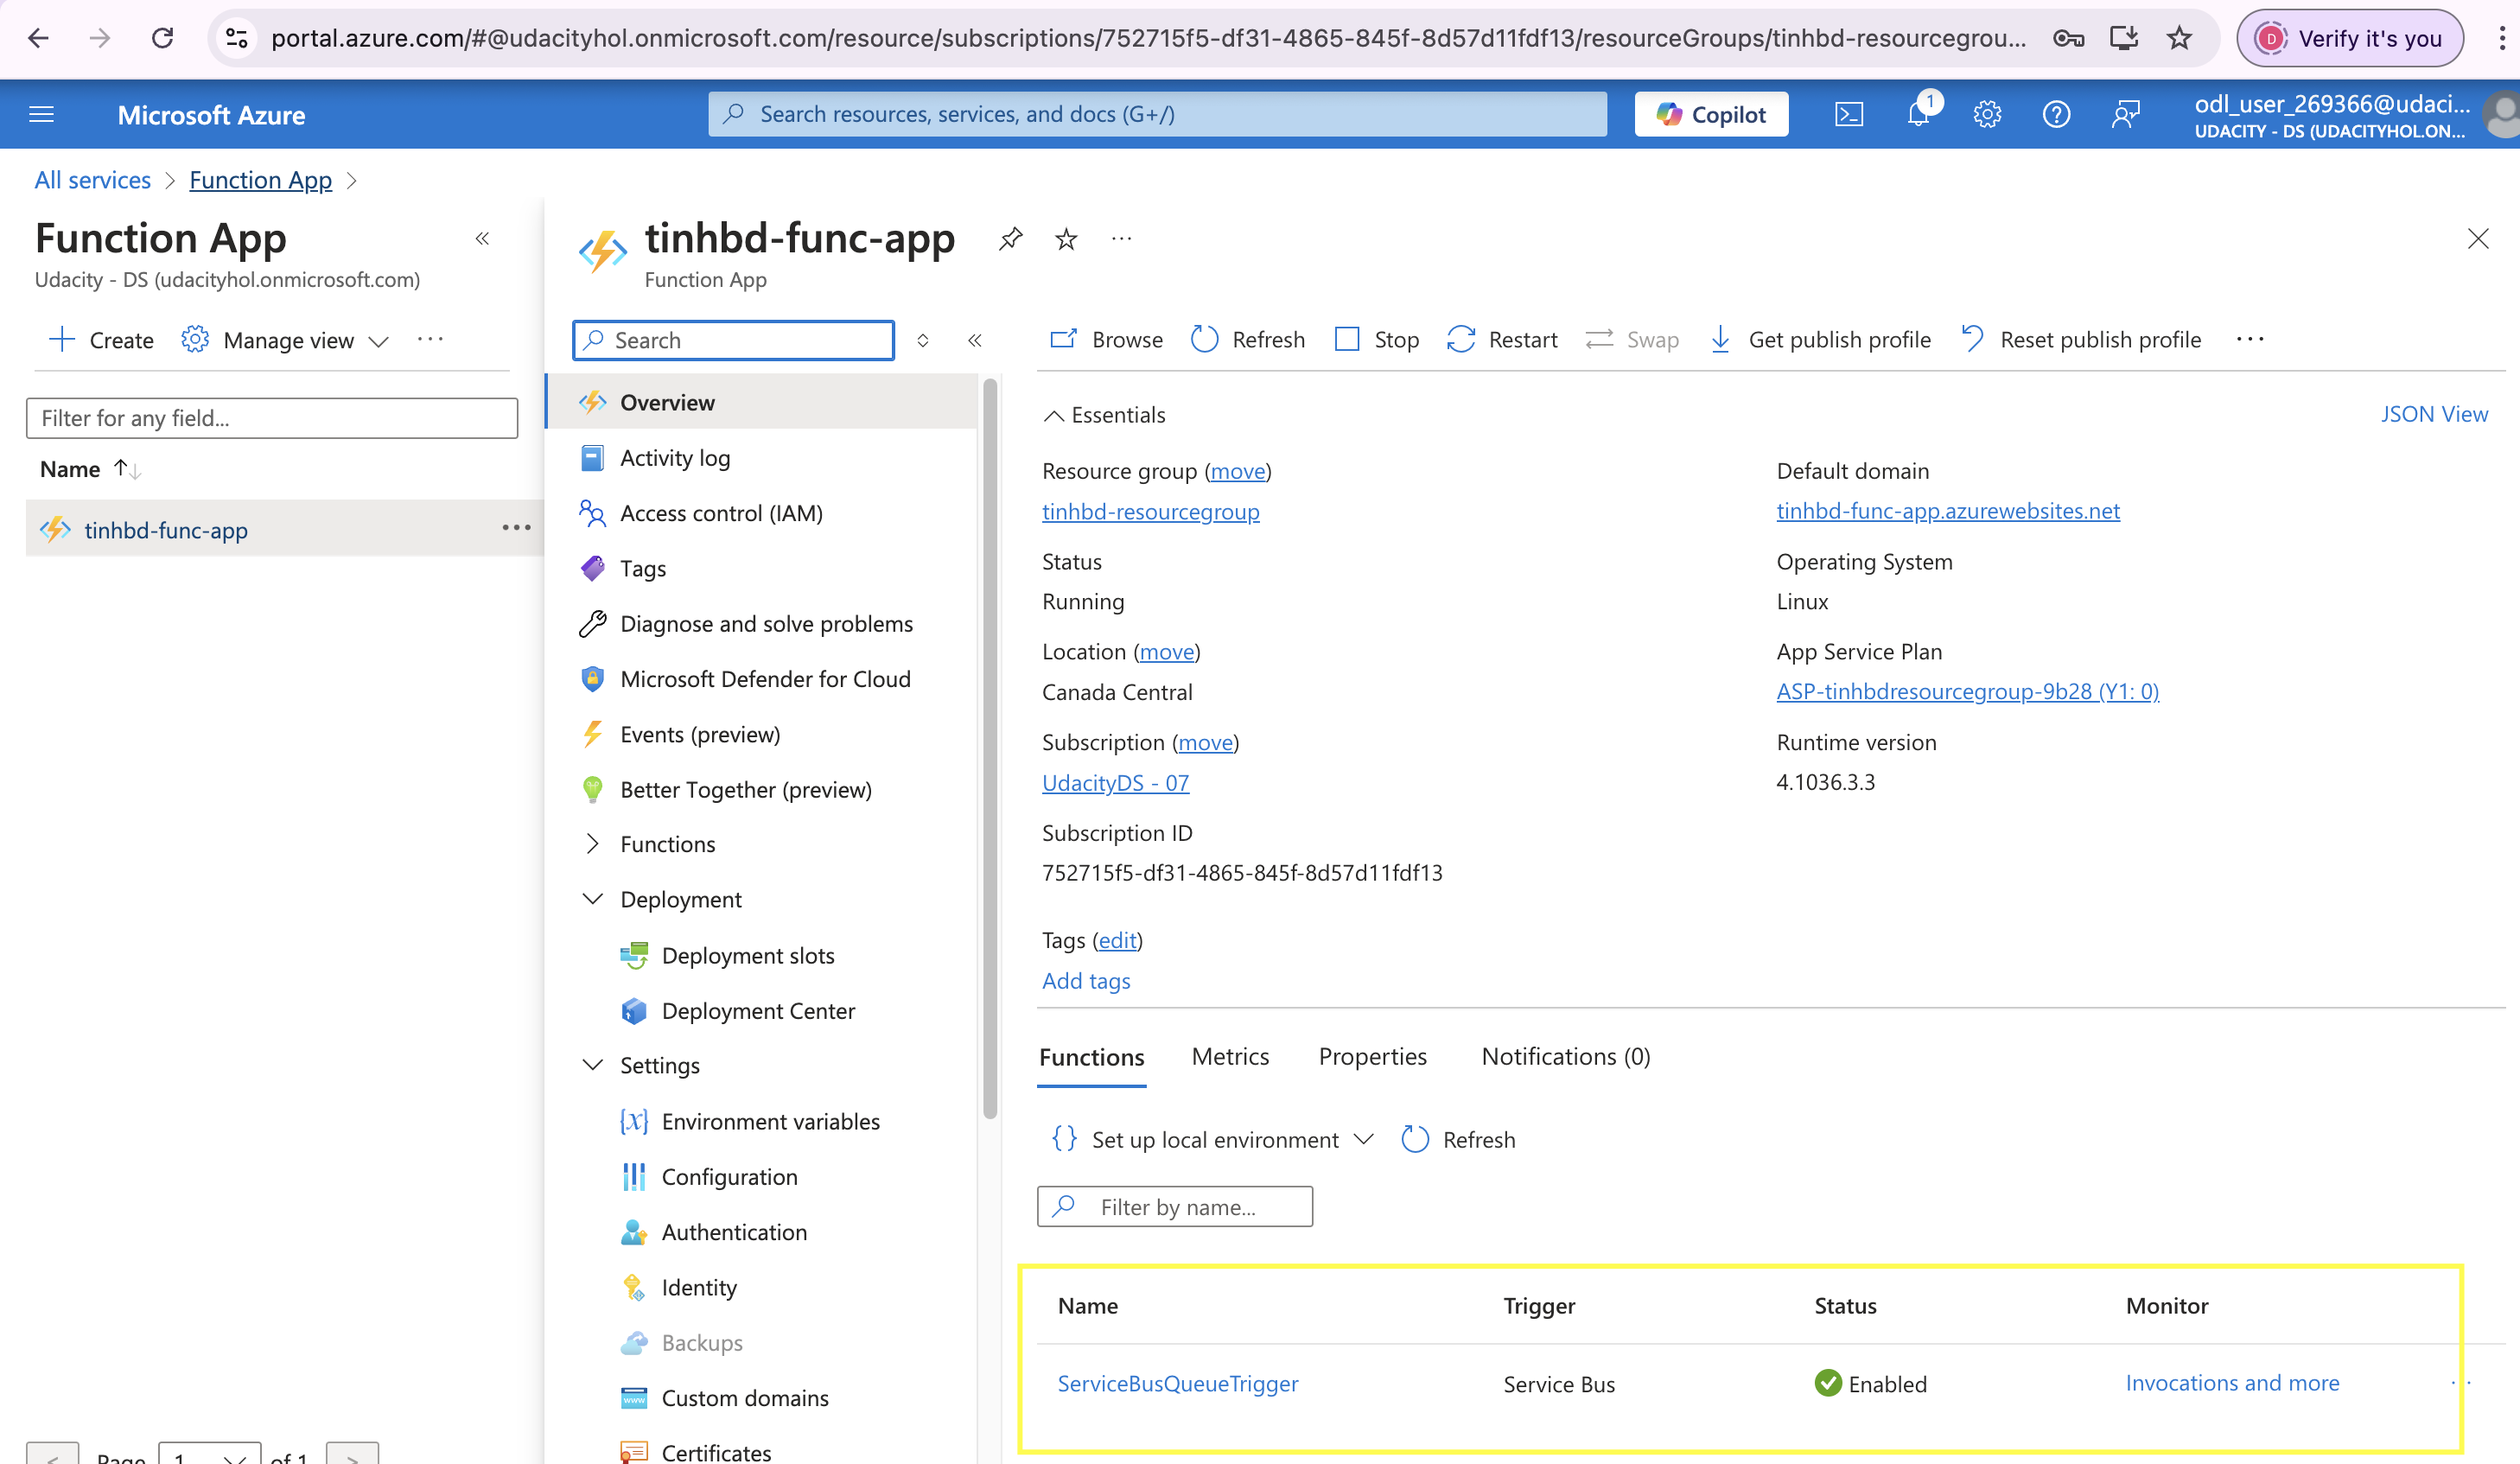 portal.azure.com/#@udacityhol.onmicrosoft.com/resource/subscriptions/752715f5-df31-4865-845f-8d57d11fdf13/resourceGroups/tinhbd-resourcegrou...
D
Verify it's you
Microsoft Azure
Search resources, services, and docs (G+/)
Copilot
1
odl_user_269366@udaci...
UDACITY - DS (UDACITYHOL.ON...
All services > Function App >
Function App
Udacity - DS (udacityhol.onmicrosoft.com)
Create
Manage view
...
Filter for any field...
Name
tinhbd-func-app
...
Page 1 of 1
tinhbd-func-app
...
Function App
Search
Overview
Activity log
Access control (IAM)
Tags
Diagnose and solve problems
Microsoft Defender for Cloud
Events (preview)
Better Together (preview)
Functions
Deployment
Deployment slots
Deployment Center
Settings
Environment variables
Configuration
Authentication
Identity
Backups
Custom domains
Certificates
Browse
Refresh
Stop
Restart
Swap
Get publish profile
Reset publish profile
...
Essentials
JSON View
Resource group (move)
tinhbd-resourcegroup
Status
Running
Location (move)
Canada Central
Subscription (move)
UdacityDS - 07
Subscription ID
752715f5-df31-4865-845f-8d57d11fdf13
Default domain
tinhbd-func-app.azurewebsites.net
Operating System
Linux
App Service Plan
ASP-tinhbdresourcegroup-9b28 (Y1: 0)
Runtime version
4.1036.3.3
Tags (edit)
Add tags
Functions
Metrics
Properties
Notifications (0)
Set up local environment
Refresh
Filter by name...
Name Trigger Status Monitor
ServiceBusQueueTrigger Service Bus Enabled Invocations and more